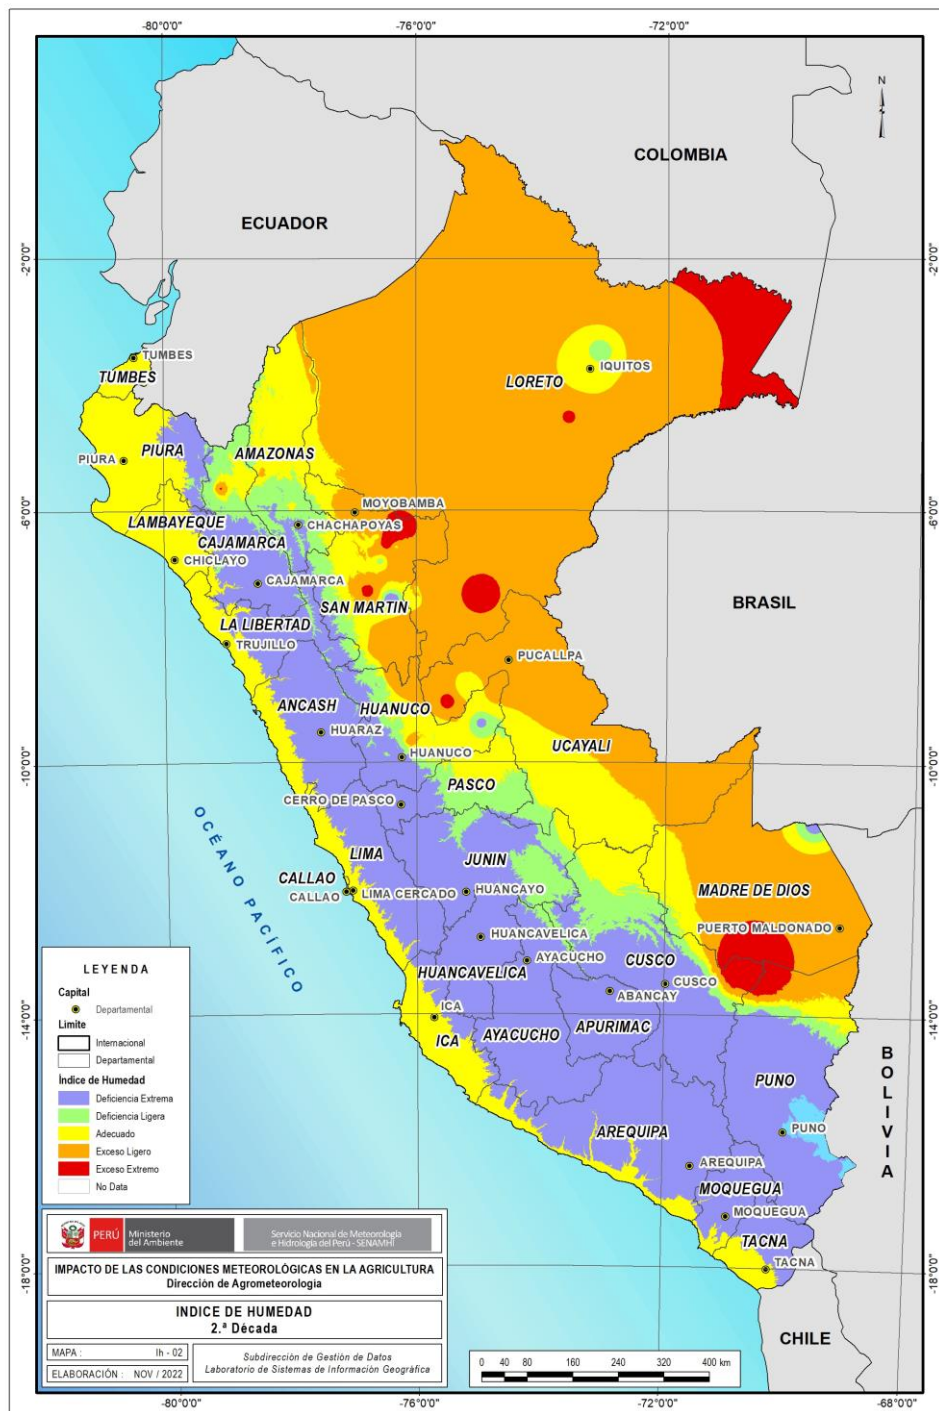 -80°0'0"
-76°0'0"
-72°0'0"
N
COLOMBIA
ECUADOR
-2°0'0"
-2°0'0"
TUMBES
TUMBES
IQUITOS
LORETO
PIURA
PIURA
AMAZONAS
MOYOBAMBA
-6°0'0"
-6°0'0"
LAMBAYEQUE
CHACHAPOYAS
CAJAMARCA
CHICLAYO
CAJAMARCA
BRASIL
SAN MARTIN
LA LIBERTAD
TRUJILLO
PUCALLPA
ANCASH
HUANUCO
HUARAZ
UCAYALI
HUANUCO
-10°0'0"
-10°0'0"
PASCO
CERRO DE PASCO
OCÉANO PACÍFICO
LIMA
JUNIN
CALLAO
MADRE DE DIOS
CALLAO
LIMA CERCADO
HUANCAYO
PUERTO MALDONADO
HUANCAVELICA
AYACUCHO
CUSCO
HUANCAVELICA
CUSCO
ABANCAY
ICA
-14°0'0"
-14°0'0"
ICA
AYACUCHO
APURIMAC
BOLIVIA
PUNO
PUNO
AREQUIPA
AREQUIPA
MOQUEGUA
MOQUEGUA
TACNA
TACNA
-18°0'0"
-18°0'0"
CHILE
LEYENDA
Capital
Departamental
Limite
Internacional
Departamental
Índice de Humedad
Deficiencia Extrema
Deficiencia Ligera
Adecuado
Exceso Ligero
Exceso Extremo
No Data
PERÚ
Ministerio
del Ambiente
Servicio Nacional de Meteorología
e Hidrología del Perú - SENAMHI
IMPACTO DE LAS CONDICIONES METEOROLÓGICAS EN LA AGRICULTURA
Dirección de Agrometeorología
INDICE DE HUMEDAD
2.ª Década
MAPA : Ih - 02
ELABORACIÓN : NOV / 2022
Subdirección de Gestión de Datos
Laboratorio de Sistemas de Información Geográfica
0 40 80 160 240 320 400 km
-80°0'0"
-76°0'0"
-72°0'0"
-68°0'0"